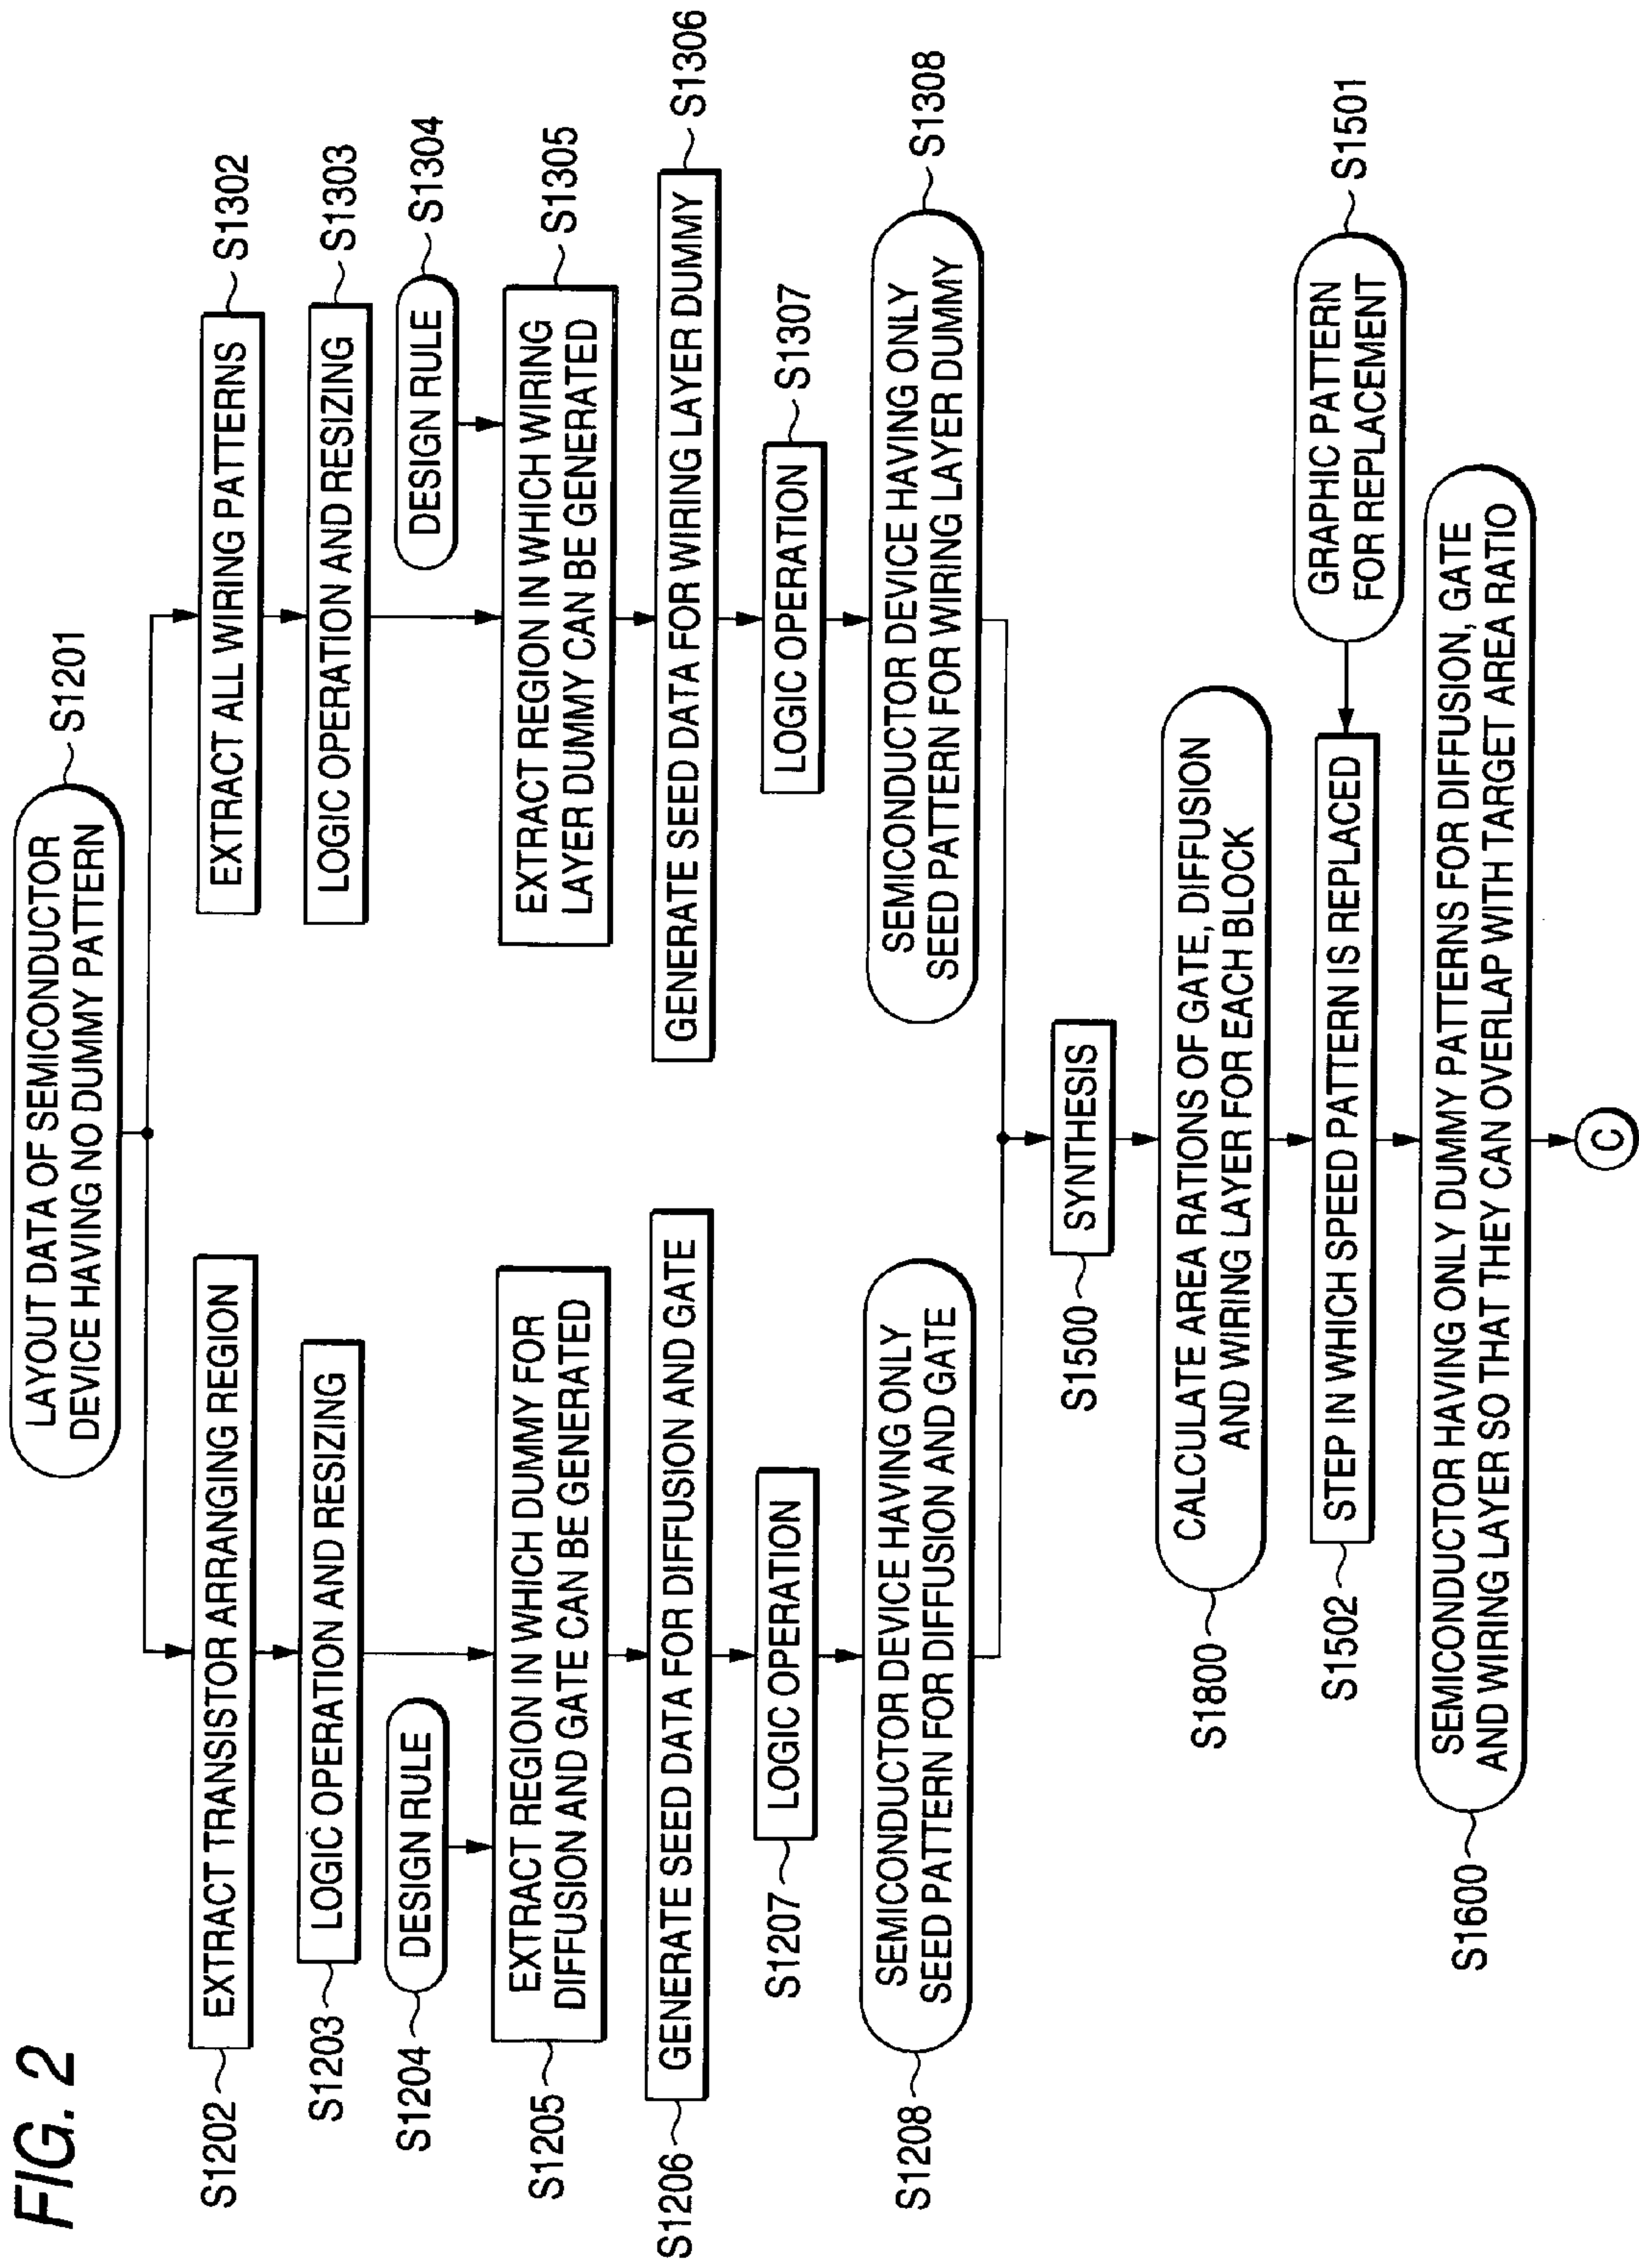 FIG. 2
LAYOUT DATA OF SEMICONDUCTOR
DEVICE HAVING NO DUMMY PATTERN
S1201
S1202
EXTRACT TRANSISTOR ARRANGING REGION
EXTRACT ALL WIRING PATTERNS
S1302
S1203
LOGIC OPERATION AND RESIZING
LOGIC OPERATION AND RESIZING
S1303
S1204
DESIGN RULE
DESIGN RULE
S1304
S1205
EXTRACT REGION IN WHICH DUMMY FOR
DIFFUSION AND GATE CAN BE GENERATED
EXTRACT REGION IN WHICH WIRING
LAYER DUMMY CAN BE GENERATED
S1305
S1206
GENERATE SEED DATA FOR DIFFUSION AND GATE
GENERATE SEED DATA FOR WIRING LAYER DUMMY
S1306
S1207
LOGIC OPERATION
LOGIC OPERATION
S1307
S1208
SEMICONDUCTOR DEVICE HAVING ONLY
SEED PATTERN FOR DIFFUSION AND GATE
SEMICONDUCTOR DEVICE HAVING ONLY
SEED PATTERN FOR WIRING LAYER DUMMY
S1308
S1500
SYNTHESIS
S1800
CALCULATE AREA RATIONS OF GATE, DIFFUSION
AND WIRING LAYER FOR EACH BLOCK
S1502
STEP IN WHICH SPEED PATTERN IS REPLACED
GRAPHIC PATTERN
FOR REPLACEMENT
S1501
S1600
SEMICONDUCTOR HAVING ONLY DUMMY PATTERNS FOR DIFFUSION, GATE
AND WIRING LAYER SO THAT THEY CAN OVERLAP WITH TARGET AREA RATIO
C